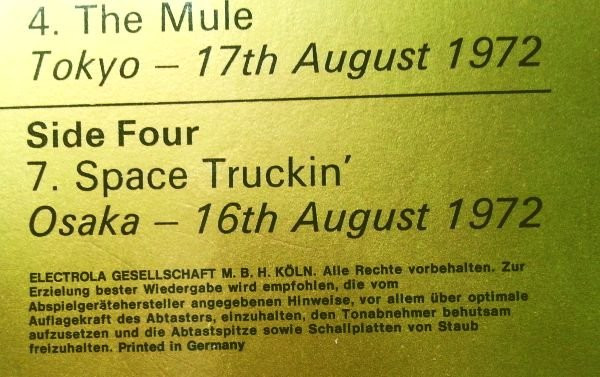 4. The Mule
Tokyo – 17th August 1972
Side Four
7. Space Truckin'
Osaka – 16th August 1972
ELECTROLA GESELLSCHAFT M. B. H. KÖLN. Alle Rechte vorbehalten. Zur
Erzielung bester Wiedergabe wird empfohlen, die vom
Abspielgerätehersteller angegebenen Hinweise, vor allem über optimale
Auflagekraft des Abtasters, einzuhalten, den Tonabnehmer behutsam
aufzusetzen und die Abtastspitze sowie Schallplatten von Staub
freizuhalten. Printed in Germany